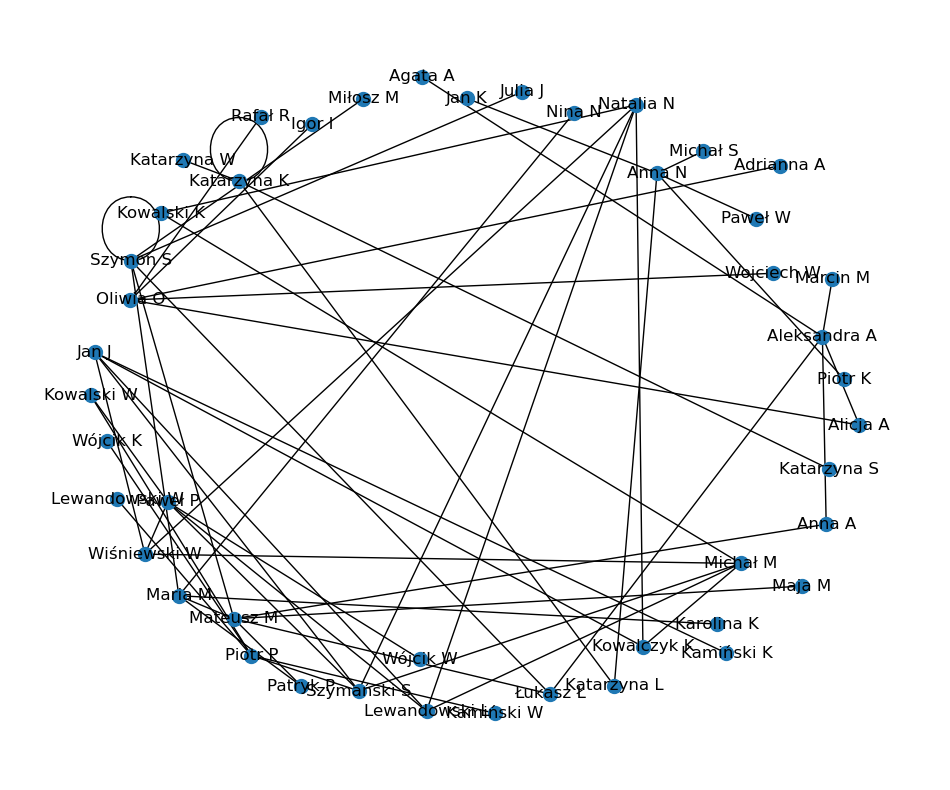 Agata A
Julia J
Jan K
Miłosz M
Natalia N
Nina N
Rafał R
Igor I
Michał S
Katarzyna W
Adrianna A
Anna N
Katarzyna K
Kowalski K
Paweł W
Szymon S
Wojciech W
Marcin M
Oliwia O
Aleksandra A
Jan I
Piotr K
Kowalski W
Alicja A
Wójcik K
Katarzyna S
Lewandowski W
Paweł P
Anna A
Wiśniewski W
Michał M
Maja M
Maria M
Mateusz M
Karolina K
Kowalczyk K
Kamiński K
Piotr P
Wójcik W
Patryk P
Szymański S
Łukasz Ł
Katarzyna L
Lewandowski L
Kamiński W